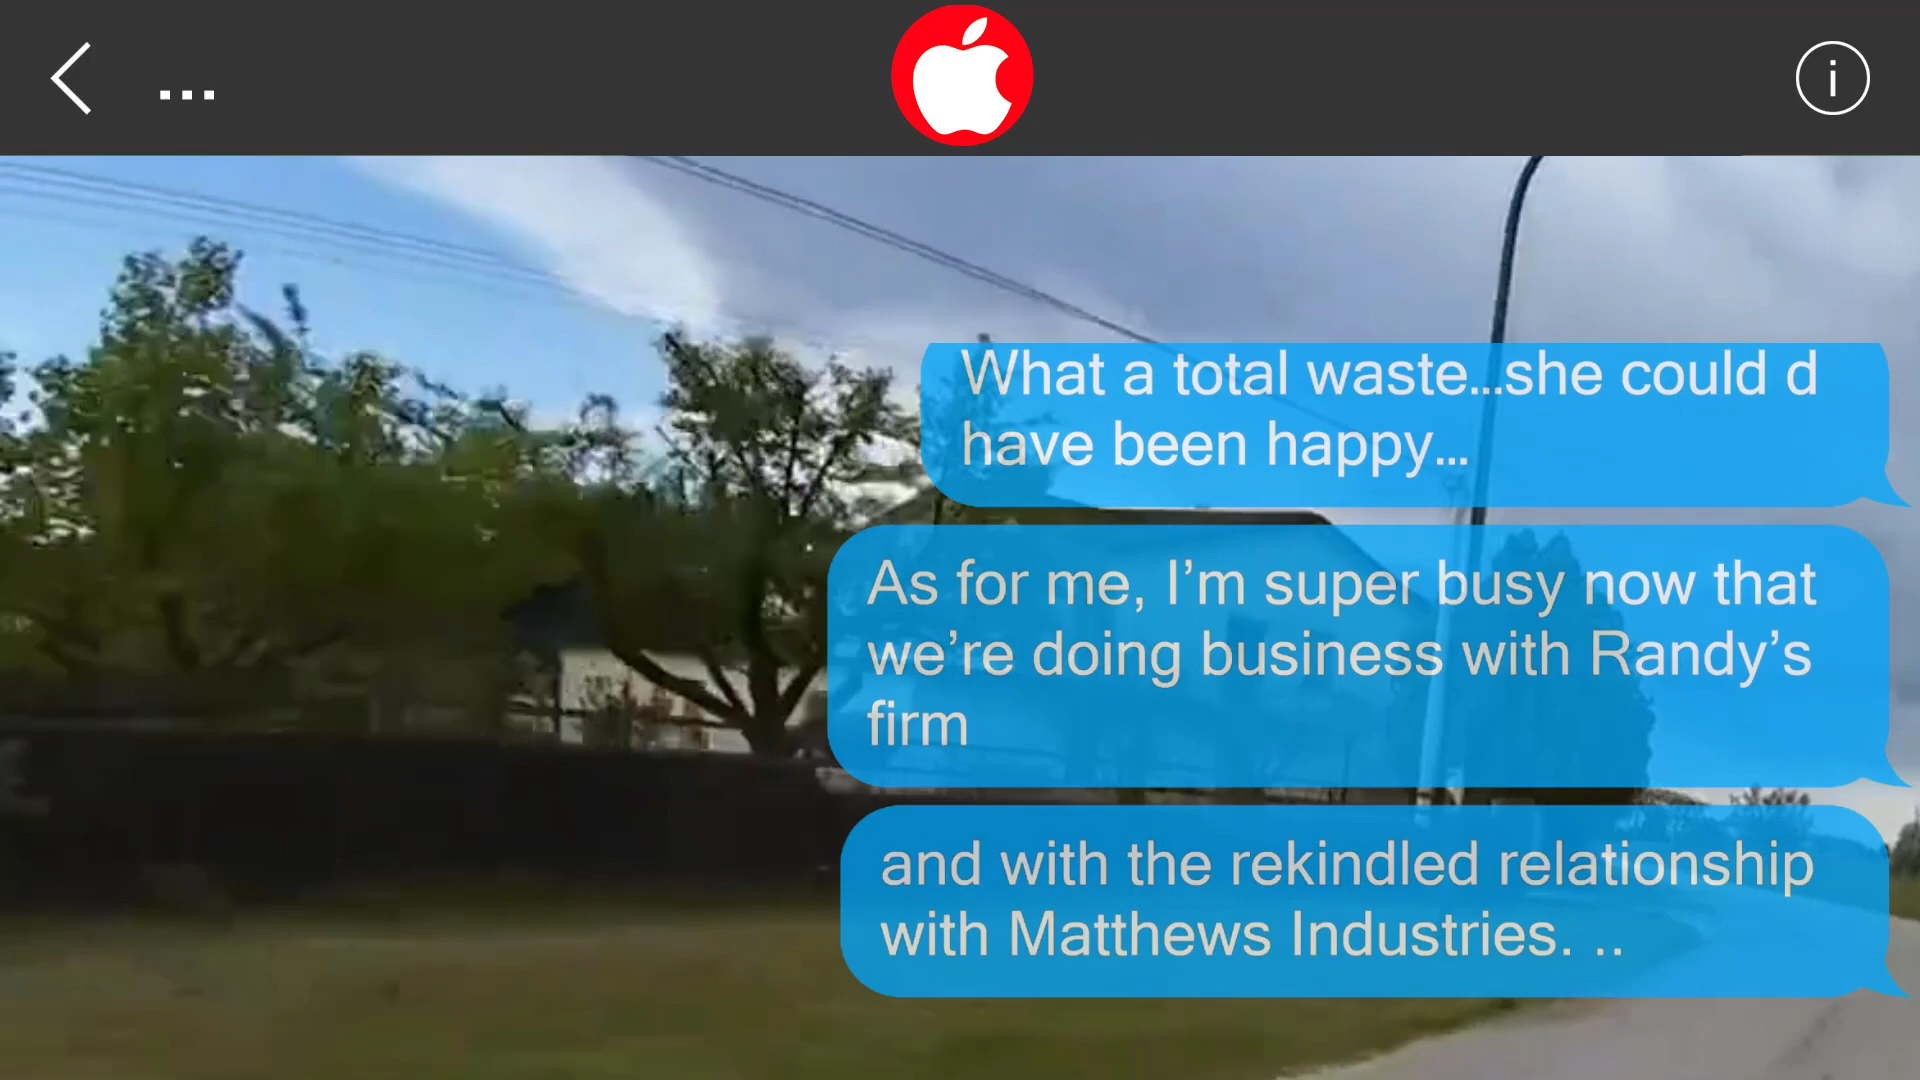 ...
What a total waste...she could d
have been happy...
As for me, I’m super busy now that
we’re doing business with Randy’s
firm
and with the rekindled relationship
with Matthews Industries. ..